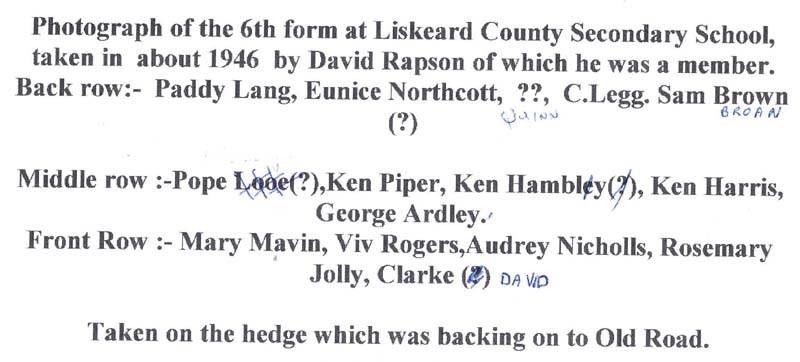 Photograph of the 6th form at Liskeard County Secondary School,
taken in about 1946 by David Rapson of which he was a member.
Back row:- Paddy Lang, Eunice Northcott, ??, C.Legg. Sam Brown
(?) QUINN BROAN
Middle row :-Pope Looe(?),Ken Piper, Ken Hambley(?), Ken Harris,
George Ardley.
Front Row :- Mary Mavin, Viv Rogers,Audrey Nicholls, Rosemary
Jolly, Clarke (?) DAVID
Taken on the hedge which was backing on to Old Road.